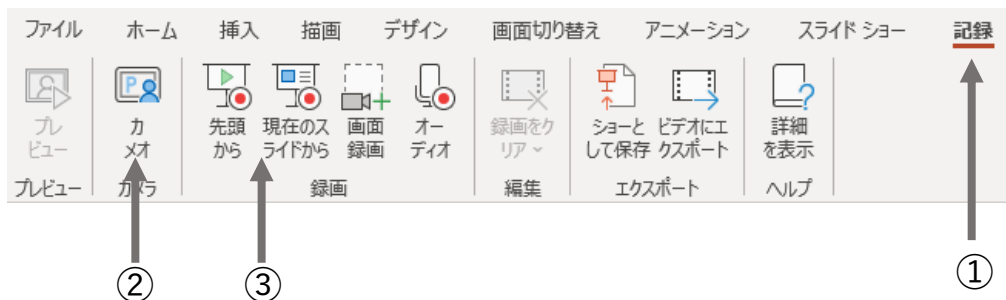 ファイル ホーム 挿入 描画 デザイン 画面切り替え アニメーション スライド ショー 記録
プレ
ビュー
カ
メオ
先頭
から
現在のス
ライドから
画面
録画
オー
ディオ
録画をク
リア
ショーと
して保存
ビデオにエ
クスポート
詳細
を表示
プレビュー カメラ 録画 編集 エクスポート ヘルプ
② ③ ①